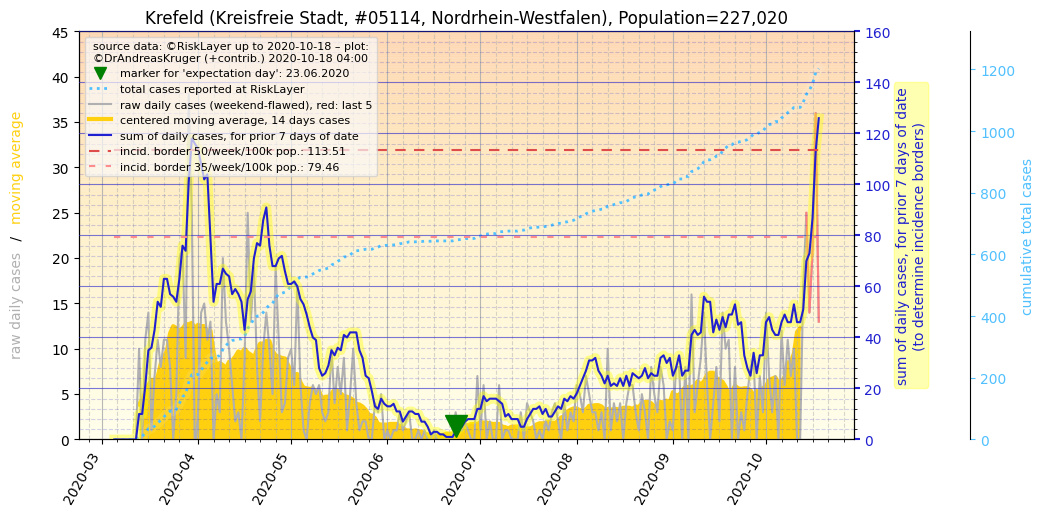 Krefeld (Kreisfreie Stadt, #05114, Nordrhein-Westfalen), Population=227,020
source data: ©RiskLayer up to 2020-10-18 – plot:
©DrAndreasKruger (+contrib.) 2020-10-18 04:00
marker for 'expectation day': 23.06.2020
total cases reported at RiskLayer
raw daily cases (weekend-flawed), red: last 5
centered moving average, 14 days cases
sum of daily cases, for prior 7 days of date
incid. border 50/week/100k pop.: 113.51
incid. border 35/week/100k pop.: 79.46
raw daily cases / moving average
45
40
35
30
25
20
15
10
5
0
2020-03
2020-04
2020-05
2020-06
2020-07
2020-08
2020-09
2020-10
160
140
120
100
80
60
40
20
0
sum of daily cases, for prior 7 days of date
(to determine incidence borders)
1200
1000
800
600
400
200
0
cumulative total cases